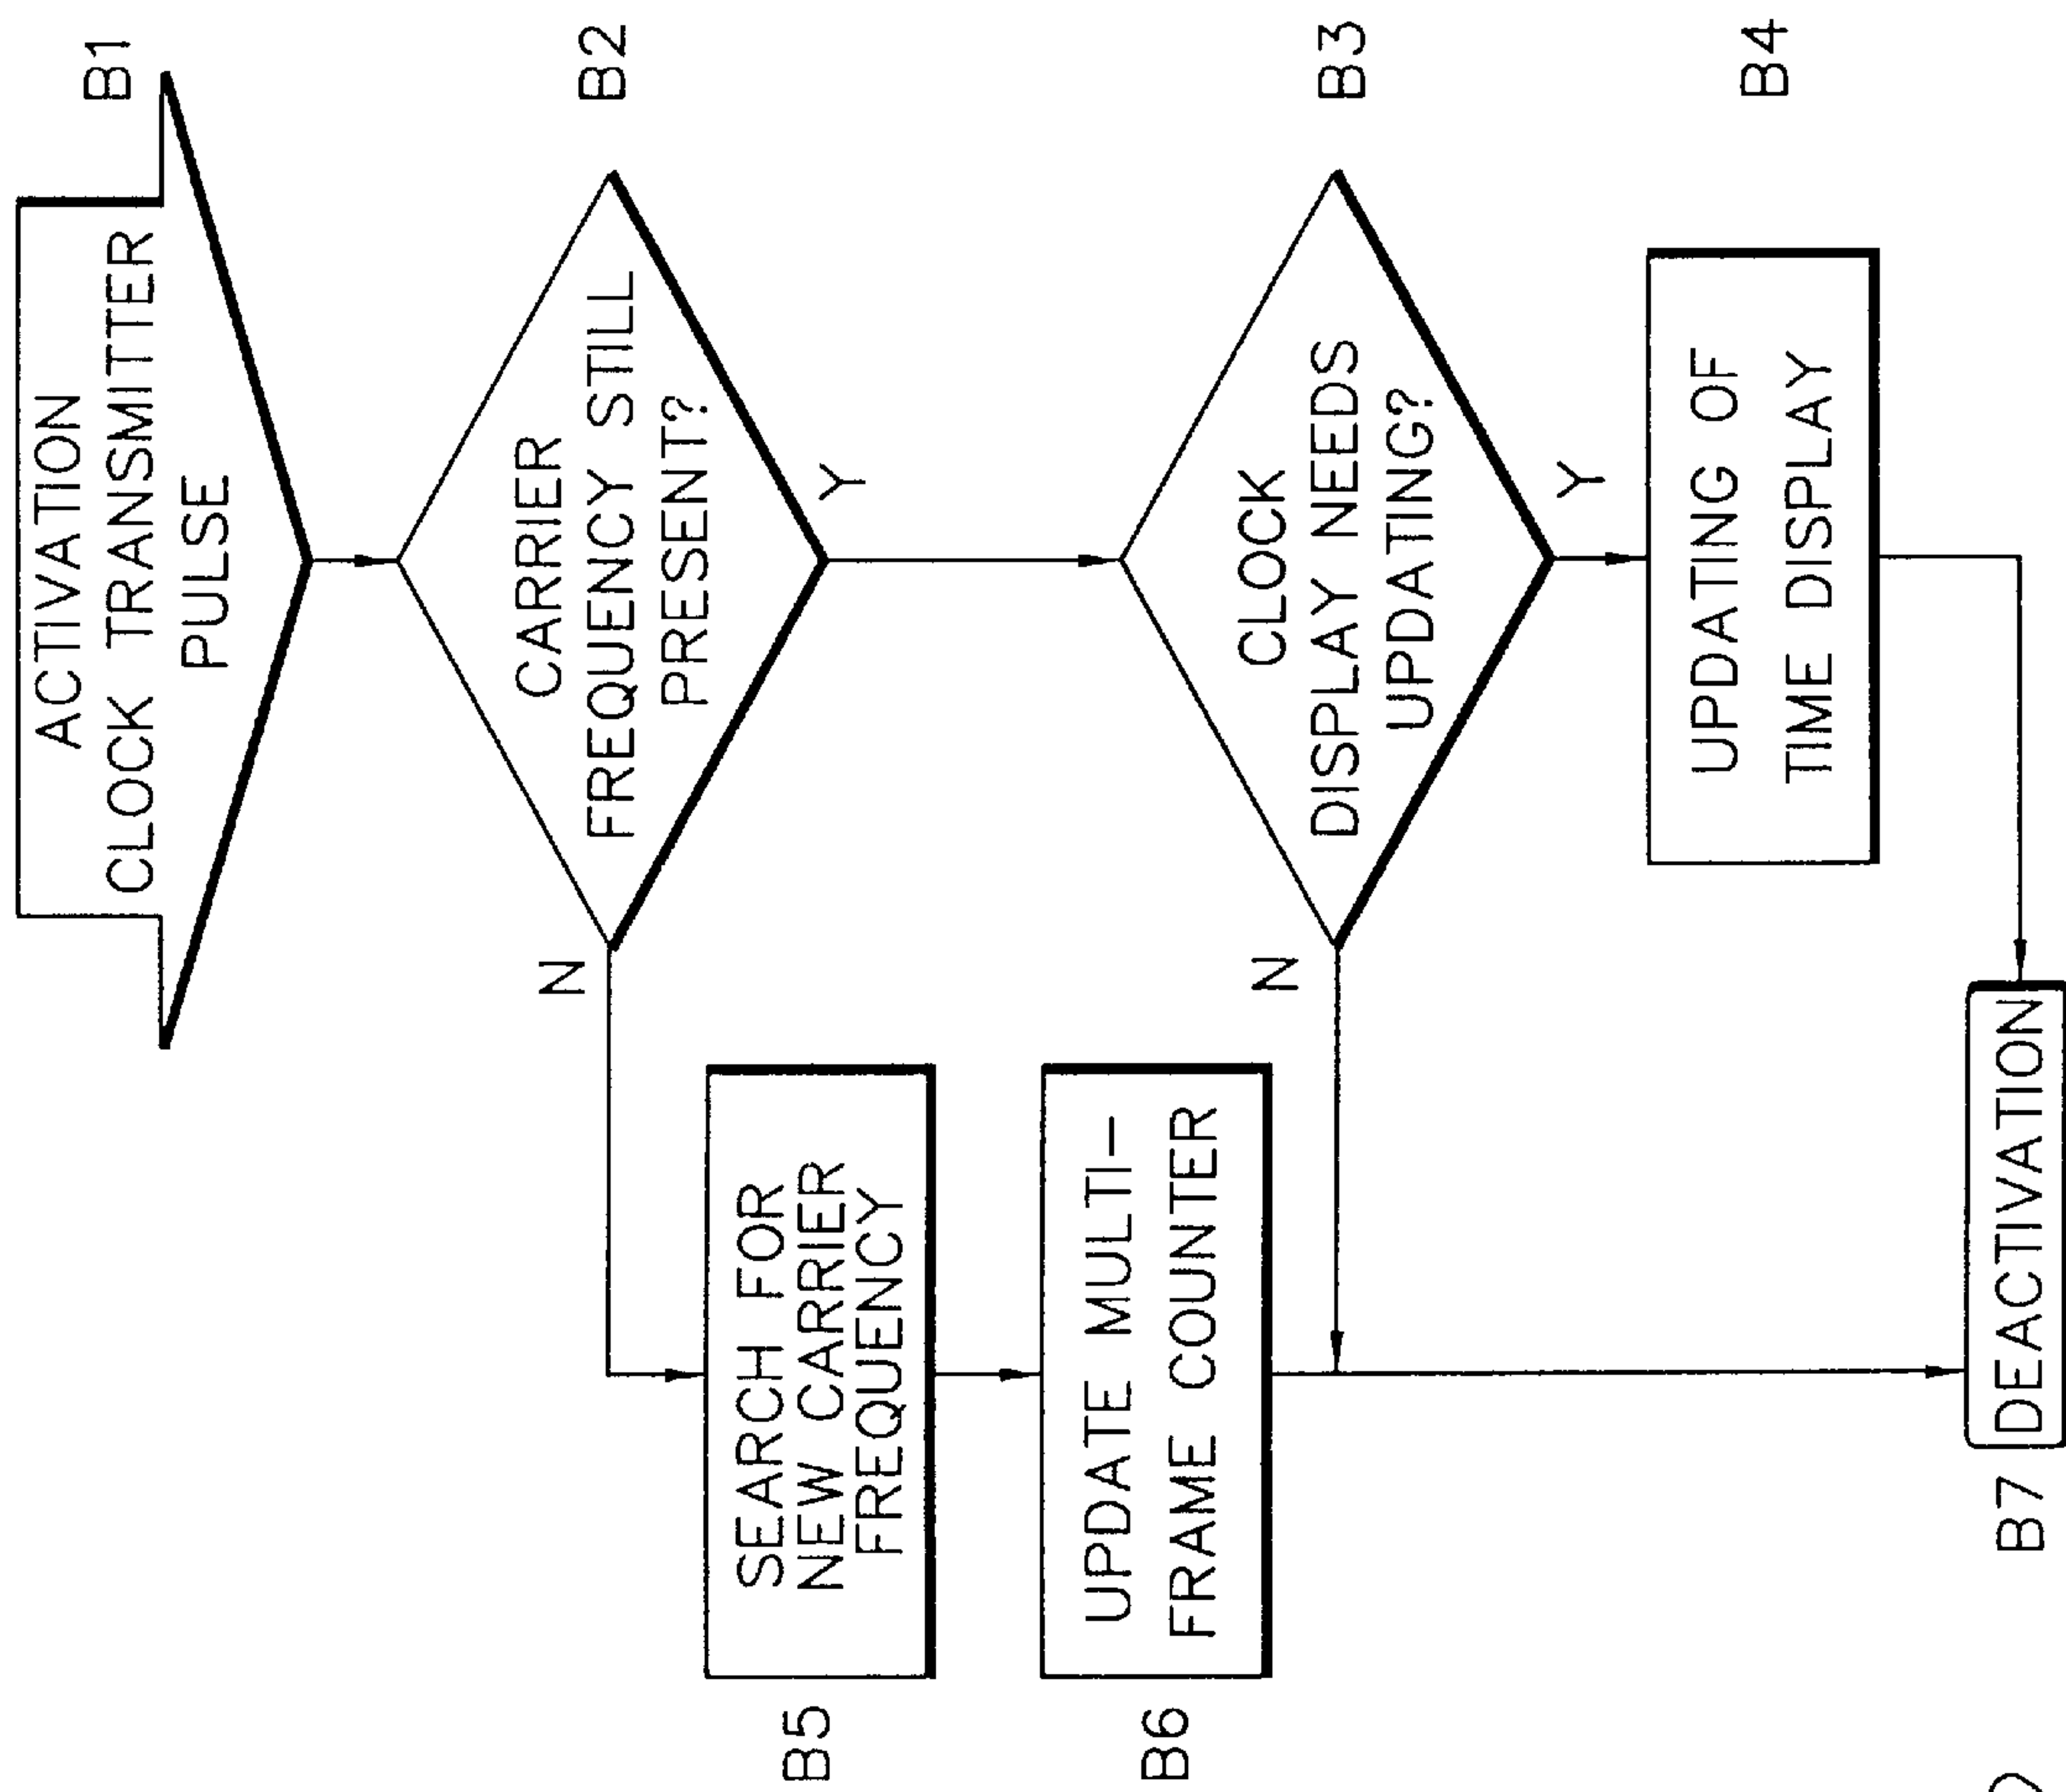 ACTIVATION
CLOCK TRANSMITTER
PULSE
B1
CARRIER
FREQUENCY STILL
PRESENT?
B2
N
Y
SEARCH FOR
NEW CARRIER
FREQUENCY
B5
UPDATE MULTI-
FRAME COUNTER
B6
CLOCK
DISPLAY NEEDS
UPDATING?
B3
N
Y
UPDATING OF
TIME DISPLAY
B4
B7
DEACTIVATION